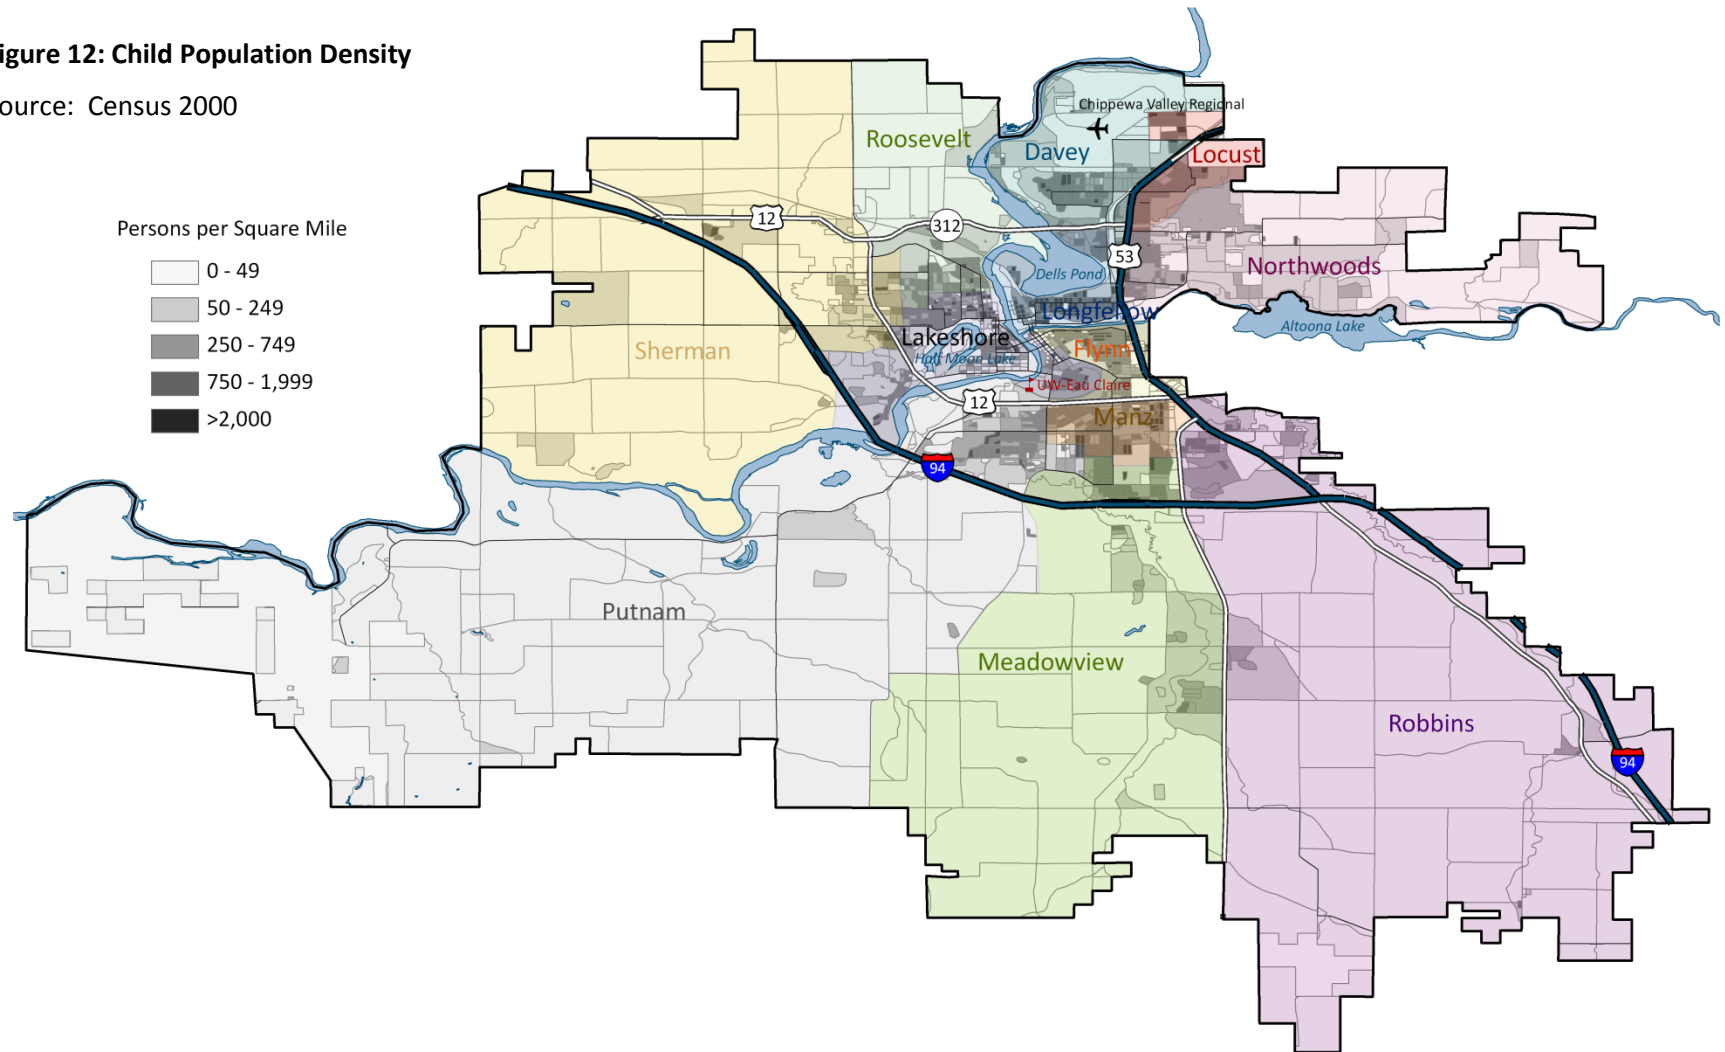 igure 12: Child Population Density
ource: Census 2000
Persons per Square Mile
0 - 49
50 - 249
250 - 749
750 - 1,999
>2,000
Chippewa Valley Regional
Roosevelt
Davey
Locust
12
312
53
Dells Pond
Northwoods
Longfellow
Altoona Lake
Lakeshore
Half Moon Lake
Sherman
Flynn
UW-Eau Claire
12
Manz
94
Putnam
Meadowview
Robbins
94